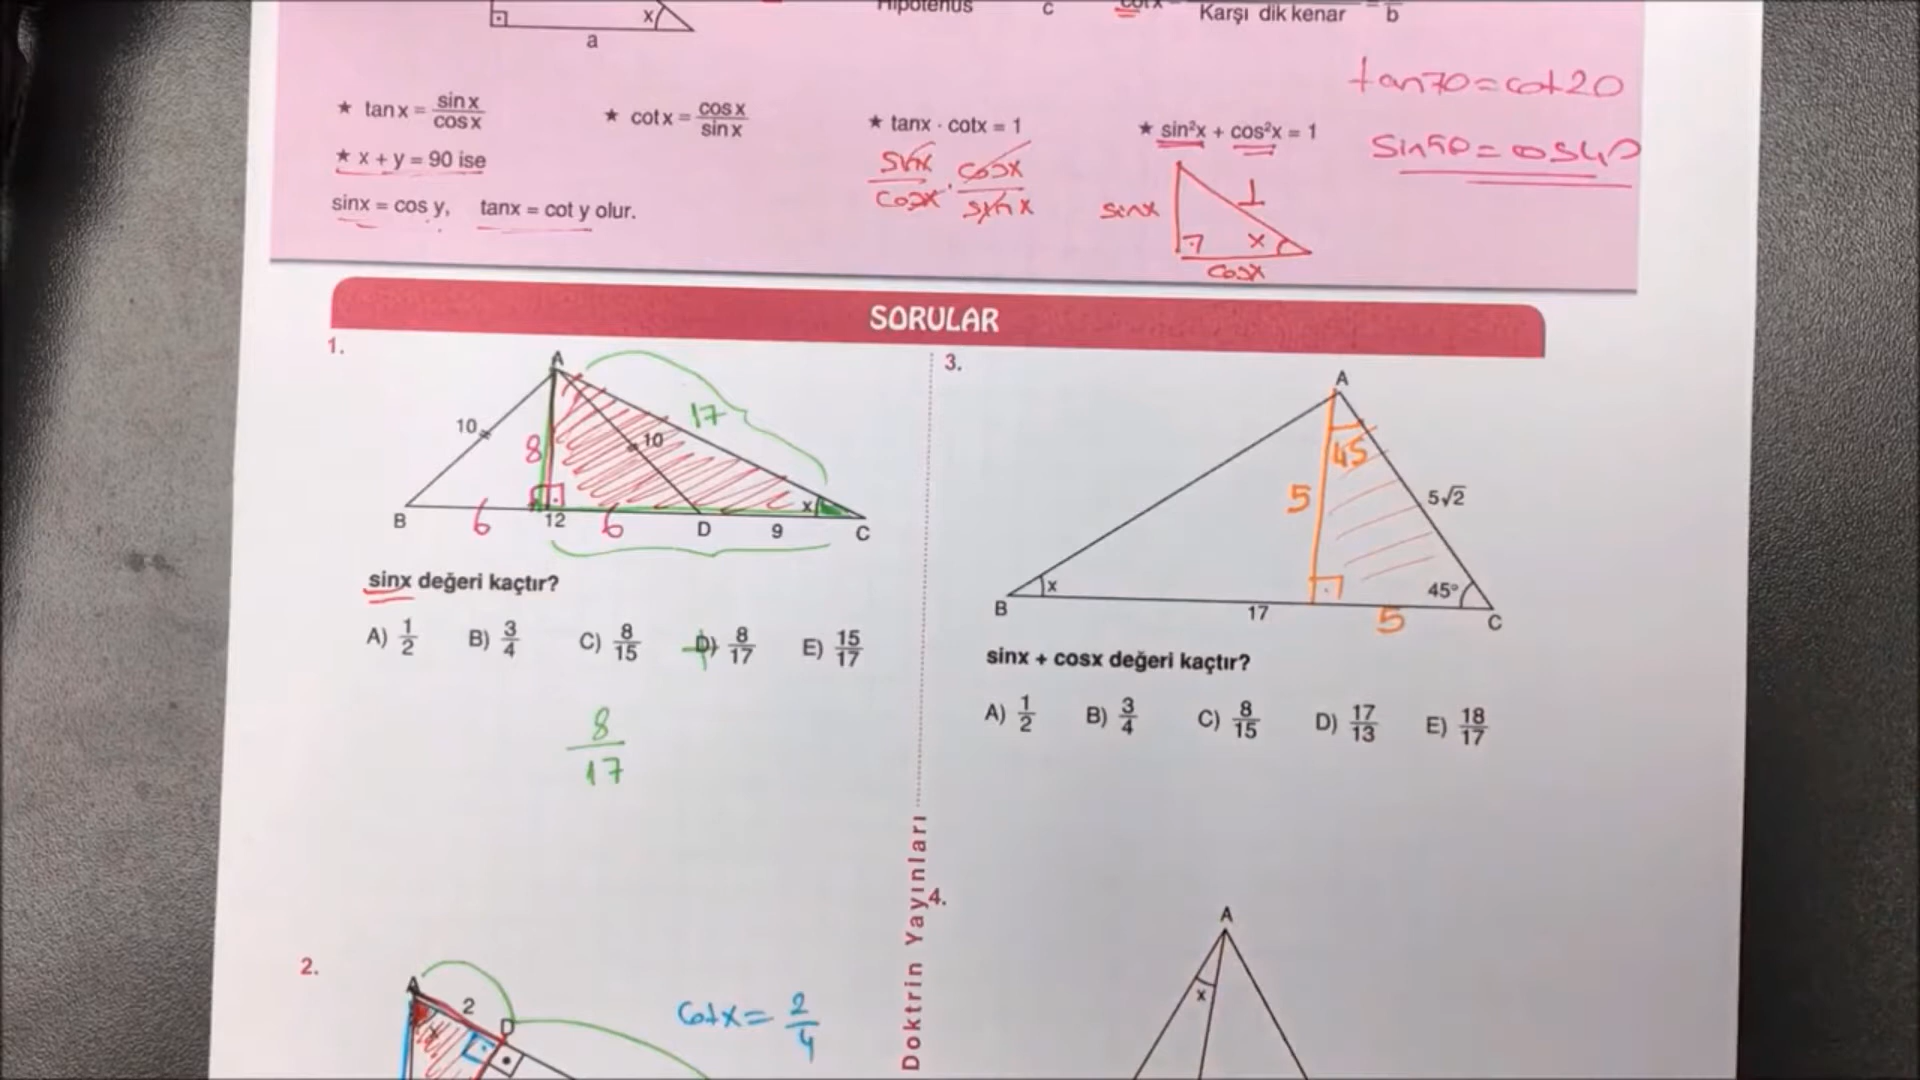 Hipotenüs
c
cotx =
Karşı dik kenar
b
x
a
tan70=cot20
★ tanx = sinx / cosx
★ cotx = cosx / sinx
★ tanx · cotx = 1
★ sin²x + cos²x = 1
sin50=cos40
★ x + y = 90 ise
sinx / cosx · cosx / sinx
sinx = cos y, tanx = cot y olur.
sinx
1
x
cosx
SORULAR
1.
A
17
10
8
10
x
B
6
12
6
D
9
C
sinx değeri kaçtır?
A) 1/2 B) 3/4 C) 8/15 D) 8/17 E) 15/17
8/17
2.
A
2
D
x
cotx = 2/4
Doktrin Yayınları
3.
A
45
5
5√2
x
45°
B
17
5
C
sinx + cosx değeri kaçtır?
A) 1/2 B) 3/4 C) 8/15 D) 17/13 E) 18/17
4.
A
x